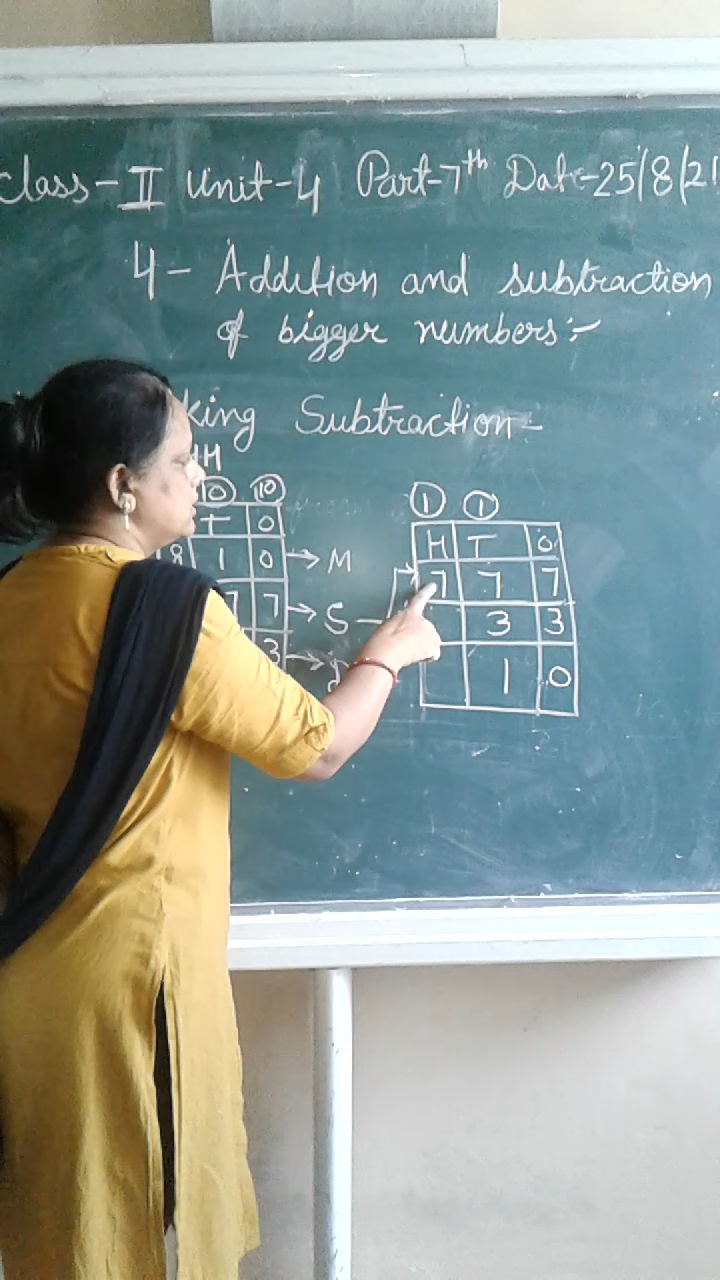 Class-II Unit-4 Part-7th Date-25/8/21
4- Addition and subtraction
of bigger numbers:-
king Subtraction-
H
10 10 1 1
T O H T O
8 1 0 → M 7 7 7
7 7 → S 3 3
3 → 1 0